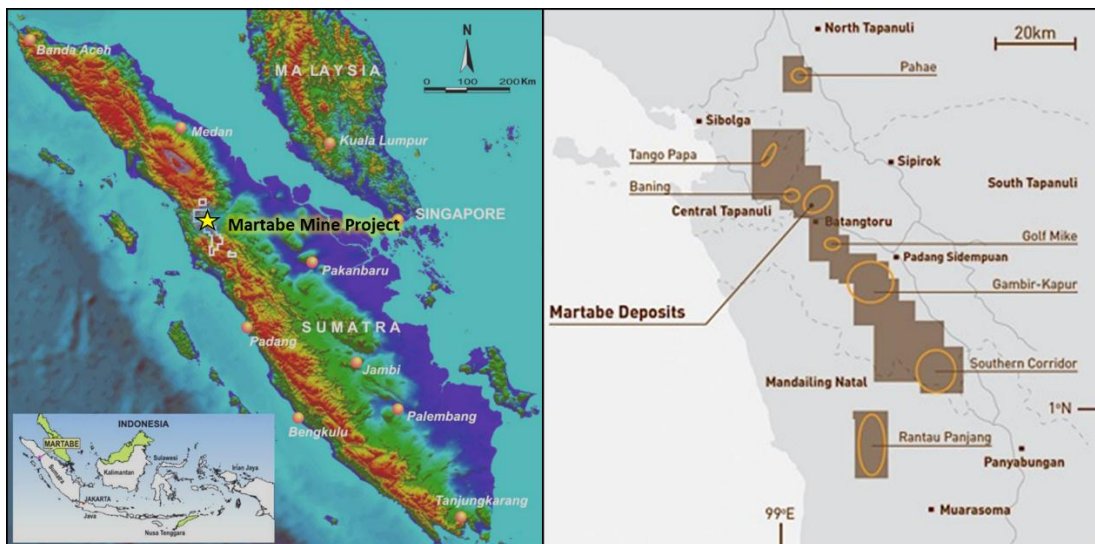 Banda Aceh
MALAYSIA
N
0 100 200 Km
Medan
Kuala Lumpur
SINGAPORE
Martabe Mine Project
Pakanbaru
SUMATRA
Padang
Jambi
Palembang
Bengkulu
Tanjungkarang
INDONESIA
MARTABE
Sumatra
Kalimantan
Sulawesi
Irian Jaya
JAKARTA
Java
Nusa Tenggara
North Tapanuli
20km
Pahae
Sibolga
Tango Papa
Sipirok
Baning
South Tapanuli
Central Tapanuli
Batangtoru
Golf Mike
Padang Sidempuan
Gambir-Kapur
Martabe Deposits
Southern Corridor
Mandailing Natal
1ºN
Rantau Panjang
Panyabungan
99ºE
Muarasoma